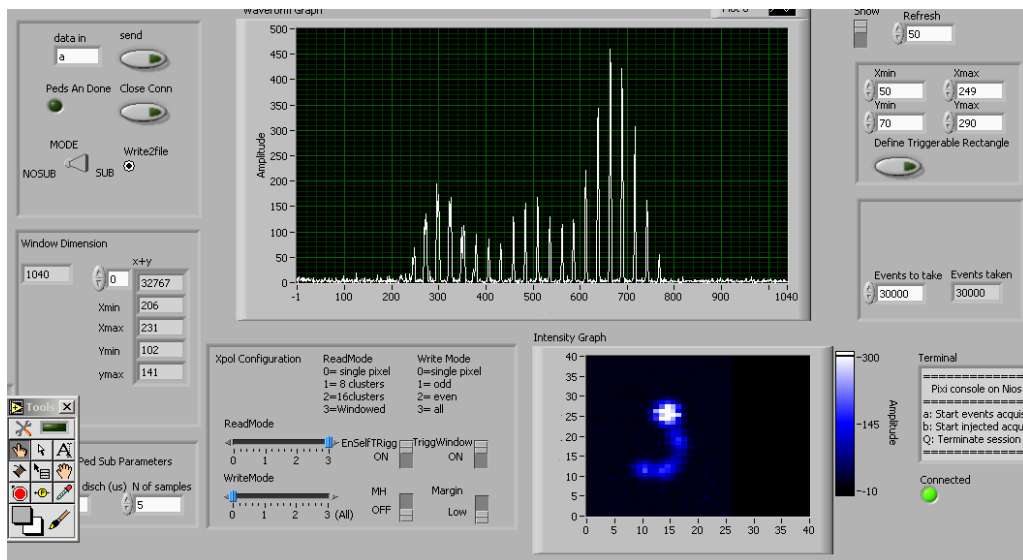 Waveform Graph
Plot 0
data in
send
a
Peds An Done
Close Conn
MODE
Write2file
NOSUB
SUB
Amplitude
500
450
400
350
300
250
200
150
100
50
0
-1
100
200
300
400
500
600
700
800
900
1040
Show
Refresh
50
Xmin
Xmax
50
249
Ymin
Ymax
70
290
Define Triggerable Rectangle
Window Dimension
1040
x+y
0
32767
Xmin
206
Xmax
231
Ymin
102
ymax
141
Events to take
Events taken
30000
30000
Xpol Configuration
ReadMode
0= single pixel
1= 8 clusters
2=16clusters
3=Windowed
Write Mode
0=single pixel
1= odd
2= even
3= all
ReadMode
0 1 2 3
WriteMode
0 1 2 3 (All)
EnSelfTRigg
ON
TriggWindow
ON
MH
OFF
Margin
Low
Intensity Graph
40
35
30
25
20
15
10
5
0
0 5 10 15 20 25 30 35 40
300
145
-10
Amplitude
Terminal
Pixi console on Nios
a: Start events acquis
b: Start injected acqu
Q: Terminate session
Connected
Tools
Ped Sub Parameters
disch (us)
N of samples
5